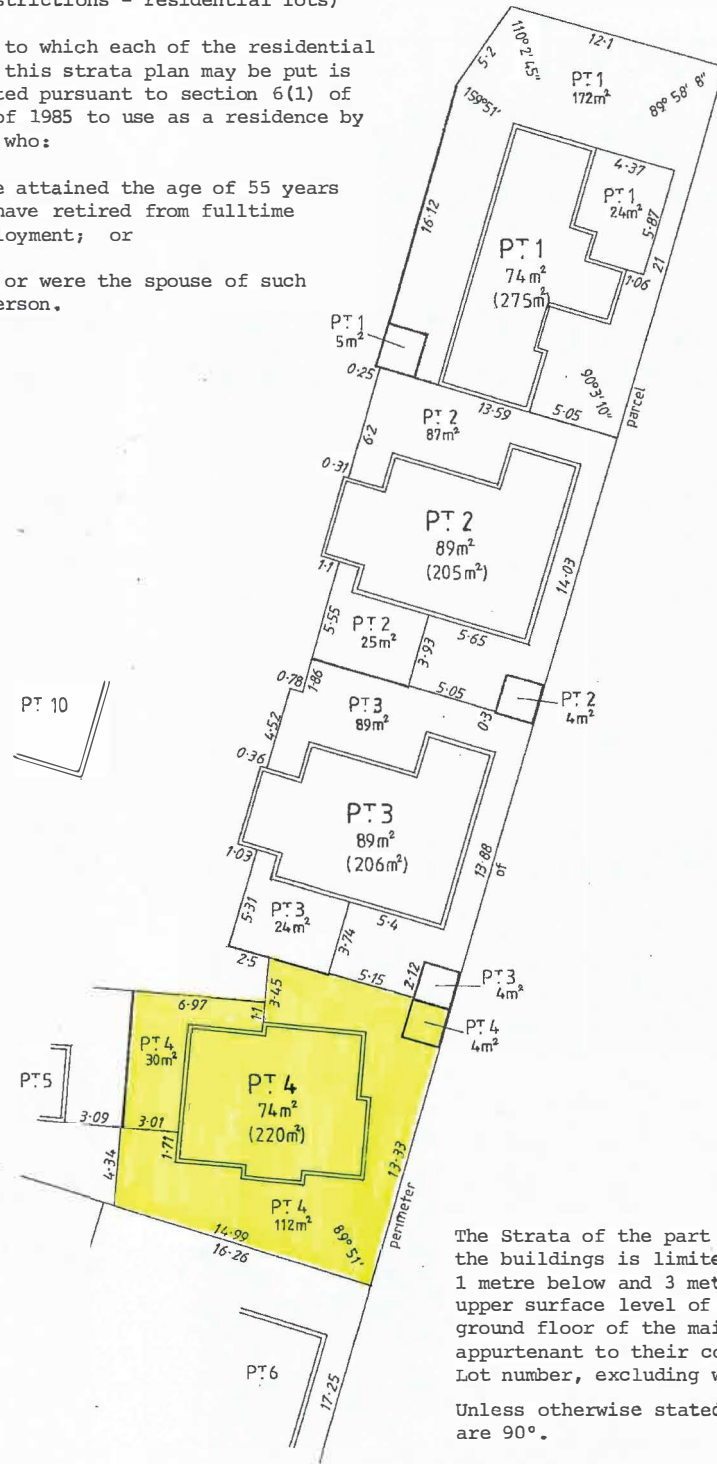 strictions - residential lots)
to which each of the residential
this strata plan may be put is
ted pursuant to section 6(1) of
of 1985 to use as a residence by
who:
e attained the age of 55 years
have retired from fulltime
loyment; or
or were the spouse of such
erson.
12·1
5·2
110° 2' 45"
PT 1
172m²
89° 58' 8"
159°51'
4·37
PT 1
24m²
5·87
16·12
PT 1
74m²
(275m²)
21
1·06
PT 1
5m²
0·25
90°3'10"
13·59
5·05
parcel
PT 2
87m²
6·2
0·31
PT 2
89m²
(205m²)
14·03
1·1
5·55
PT 2
25m²
5·65
3·93
0·78
1·86
5·05
0·3
PT 2
4m²
PT 10
PT 3
89m²
4·52
0·36
PT 3
89m²
(206m²)
13·88
of
1·03
5·31
PT 3
24m²
5·4
3·74
2·5
5·15
2·12
PT 3
4m²
3·45
6·97
1·1
PT 4
4m²
PT 4
30m²
PT 4
74m²
(220m²)
PT 5
3·09
3·01
1·71
4·34
13·33
PT 4
112m²
89° 51'
perimeter
14·99
16·26
The Strata of the part
the buildings is limite
1 metre below and 3 met
upper surface level of
ground floor of the mai
appurtenant to their co
Lot number, excluding w
PT 6
17·25
Unless otherwise stated
are 90°.